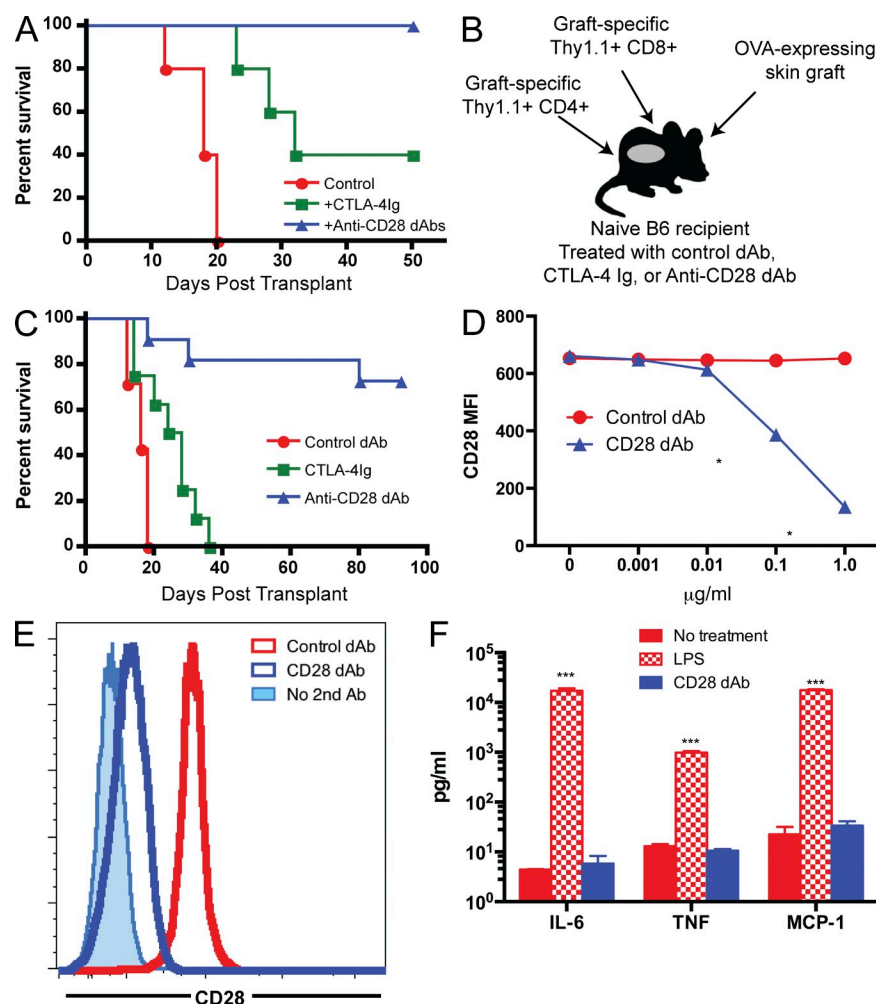 A
Percent survival
100
80
60
40
20
0
Control
+CTLA-4Ig
+Anti-CD28 dAbs
0 10 20 30 40 50
Days Post Transplant
B
Graft-specific
Thy1.1+ CD8+
OVA-expressing
skin graft
Graft-specific
Thy1.1+ CD4+
Naive B6 recipient
Treated with control dAb,
CTLA-4 Ig, or Anti-CD28 dAb
C
Percent survival
100
80
60
40
20
0
Control dAb
CTLA-4Ig
Anti-CD28 dAb
0 20 40 60 80 100
Days Post Transplant
D
CD28 MFI
800
600
400
200
0
Control dAb
CD28 dAb
*
*
0 0.001 0.01 0.1 1.0
μg/ml
E
Control dAb
CD28 dAb
No 2nd Ab
CD28
F
No treatment
LPS
CD28 dAb
pg/ml
10⁵
10⁴
10³
10²
10¹
10⁰
*** *** ***
IL-6 TNF MCP-1